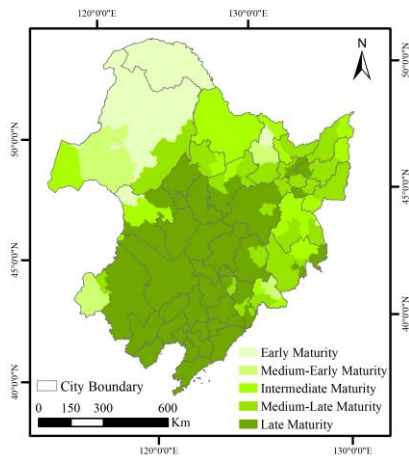 120°0'0"E
130°0'0"E
N
50°0'0"N
50°0'0"N
45°0'0"N
45°0'0"N
40°0'0"N
40°0'0"N
Early Maturity
Medium-Early Maturity
Intermediate Maturity
Medium-Late Maturity
Late Maturity
City Boundary
0 150 300 600
Km
120°0'0"E
130°0'0"E